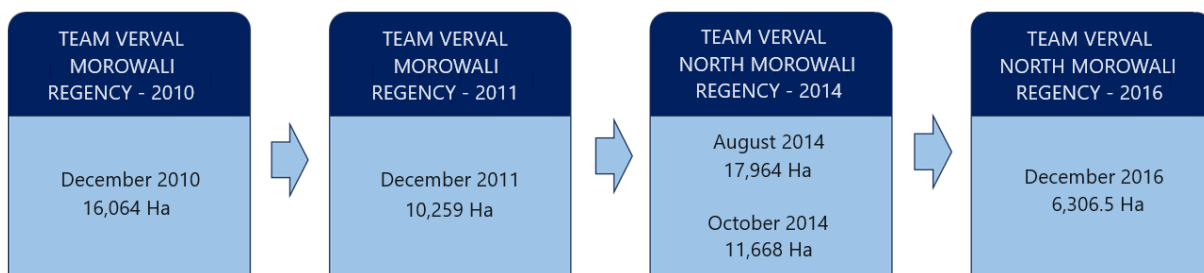 TEAM VERVAL
MOROWALI
REGENCY - 2010
December 2010
16,064 Ha
TEAM VERVAL
MOROWALI
REGENCY - 2011
December 2011
10,259 Ha
TEAM VERVAL
NORTH MOROWALI
REGENCY - 2014
August 2014
17,964 Ha
October 2014
11,668 Ha
TEAM VERVAL
NORTH MOROWALI
REGENCY - 2016
December 2016
6,306.5 Ha